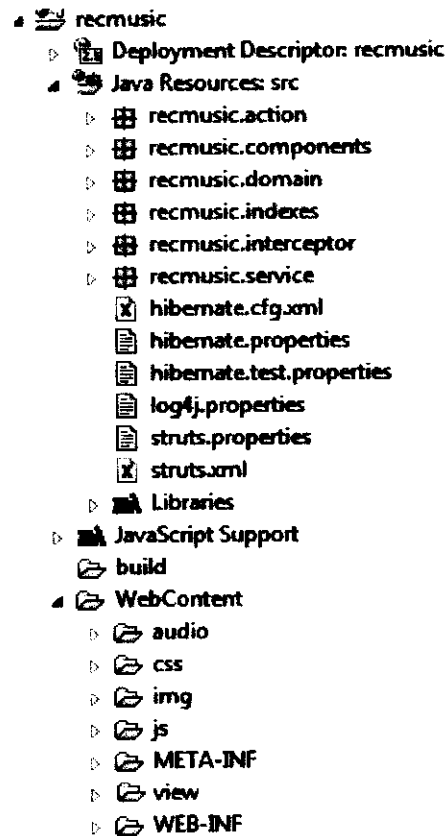 recmusic
Deployment Descriptor: recmusic
Java Resources: src
recmusic.action
recmusic.components
recmusic.domain
recmusic.indexes
recmusic.interceptor
recmusic.service
hibernate.cfg.xml
hibernate.properties
hibernate.test.properties
log4j.properties
struts.properties
struts.xml
Libraries
JavaScript Support
build
WebContent
audio
css
img
js
META-INF
view
WEB-INF